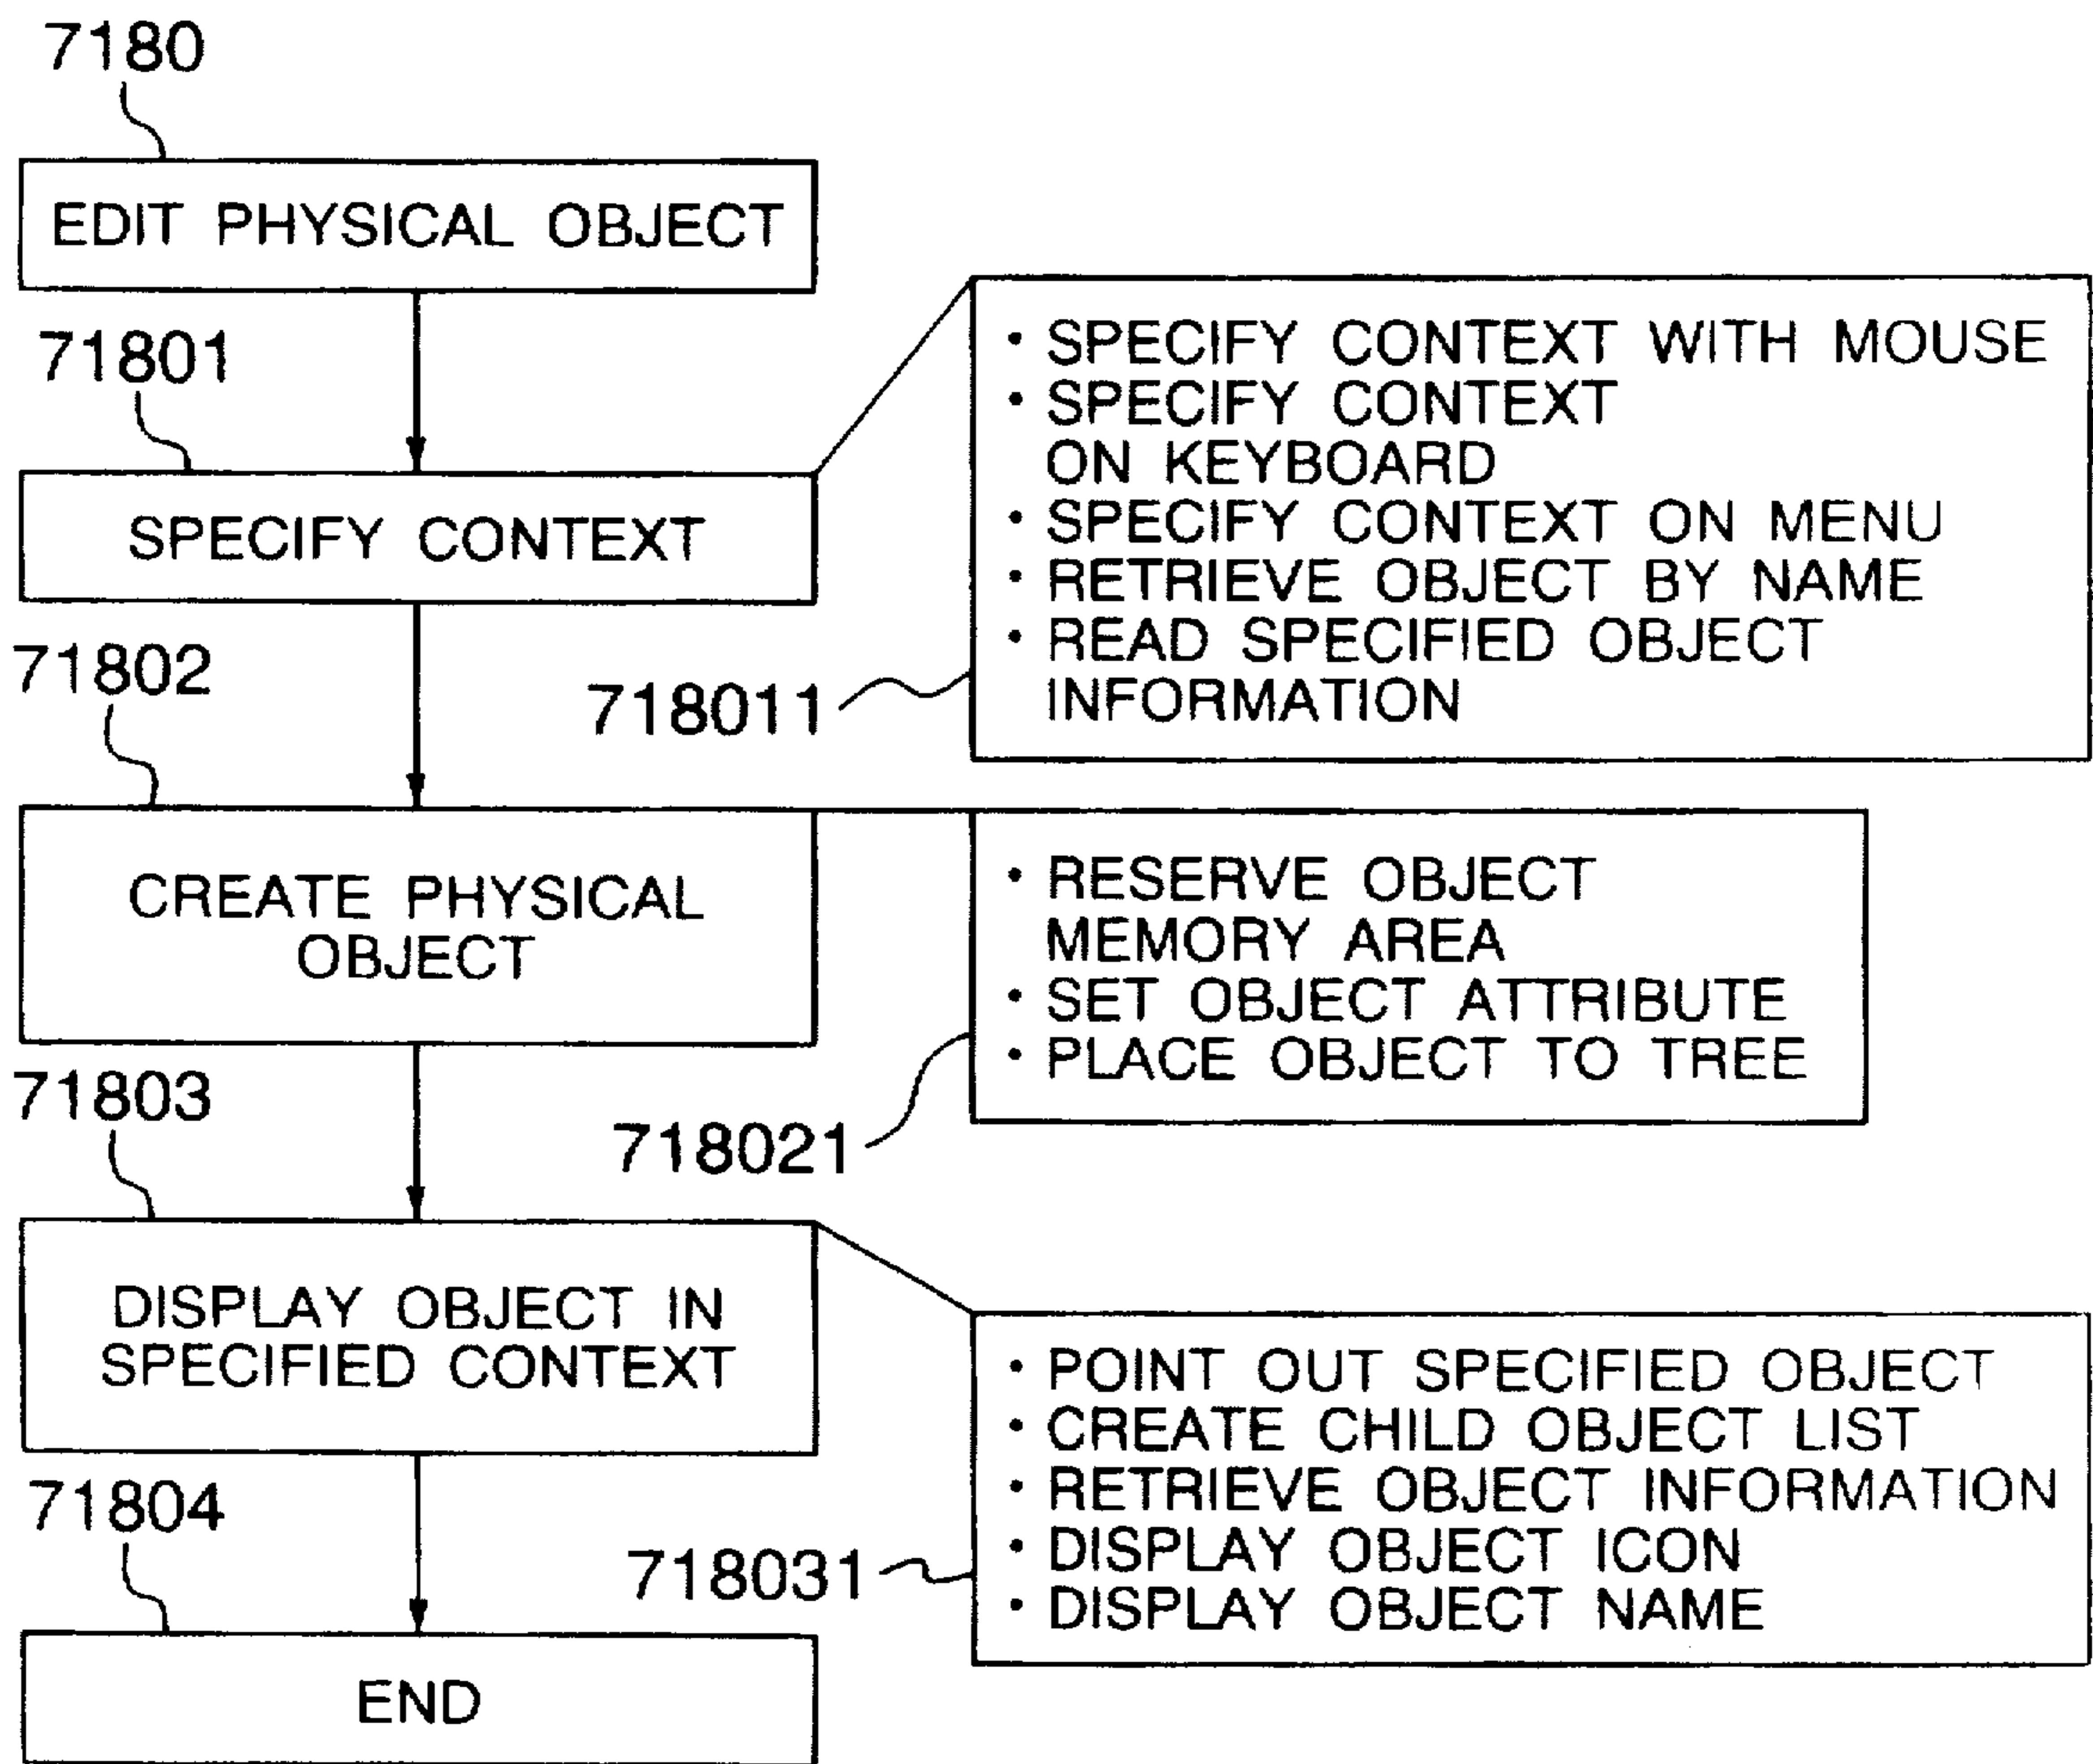 7180
EDIT PHYSICAL OBJECT
71801
SPECIFY CONTEXT
• SPECIFY CONTEXT WITH MOUSE
• SPECIFY CONTEXT
ON KEYBOARD
• SPECIFY CONTEXT ON MENU
• RETRIEVE OBJECT BY NAME
• READ SPECIFIED OBJECT
INFORMATION
718011
71802
CREATE PHYSICAL
OBJECT
• RESERVE OBJECT
MEMORY AREA
• SET OBJECT ATTRIBUTE
• PLACE OBJECT TO TREE
718021
71803
DISPLAY OBJECT IN
SPECIFIED CONTEXT
• POINT OUT SPECIFIED OBJECT
• CREATE CHILD OBJECT LIST
• RETRIEVE OBJECT INFORMATION
• DISPLAY OBJECT ICON
• DISPLAY OBJECT NAME
718031
71804
END